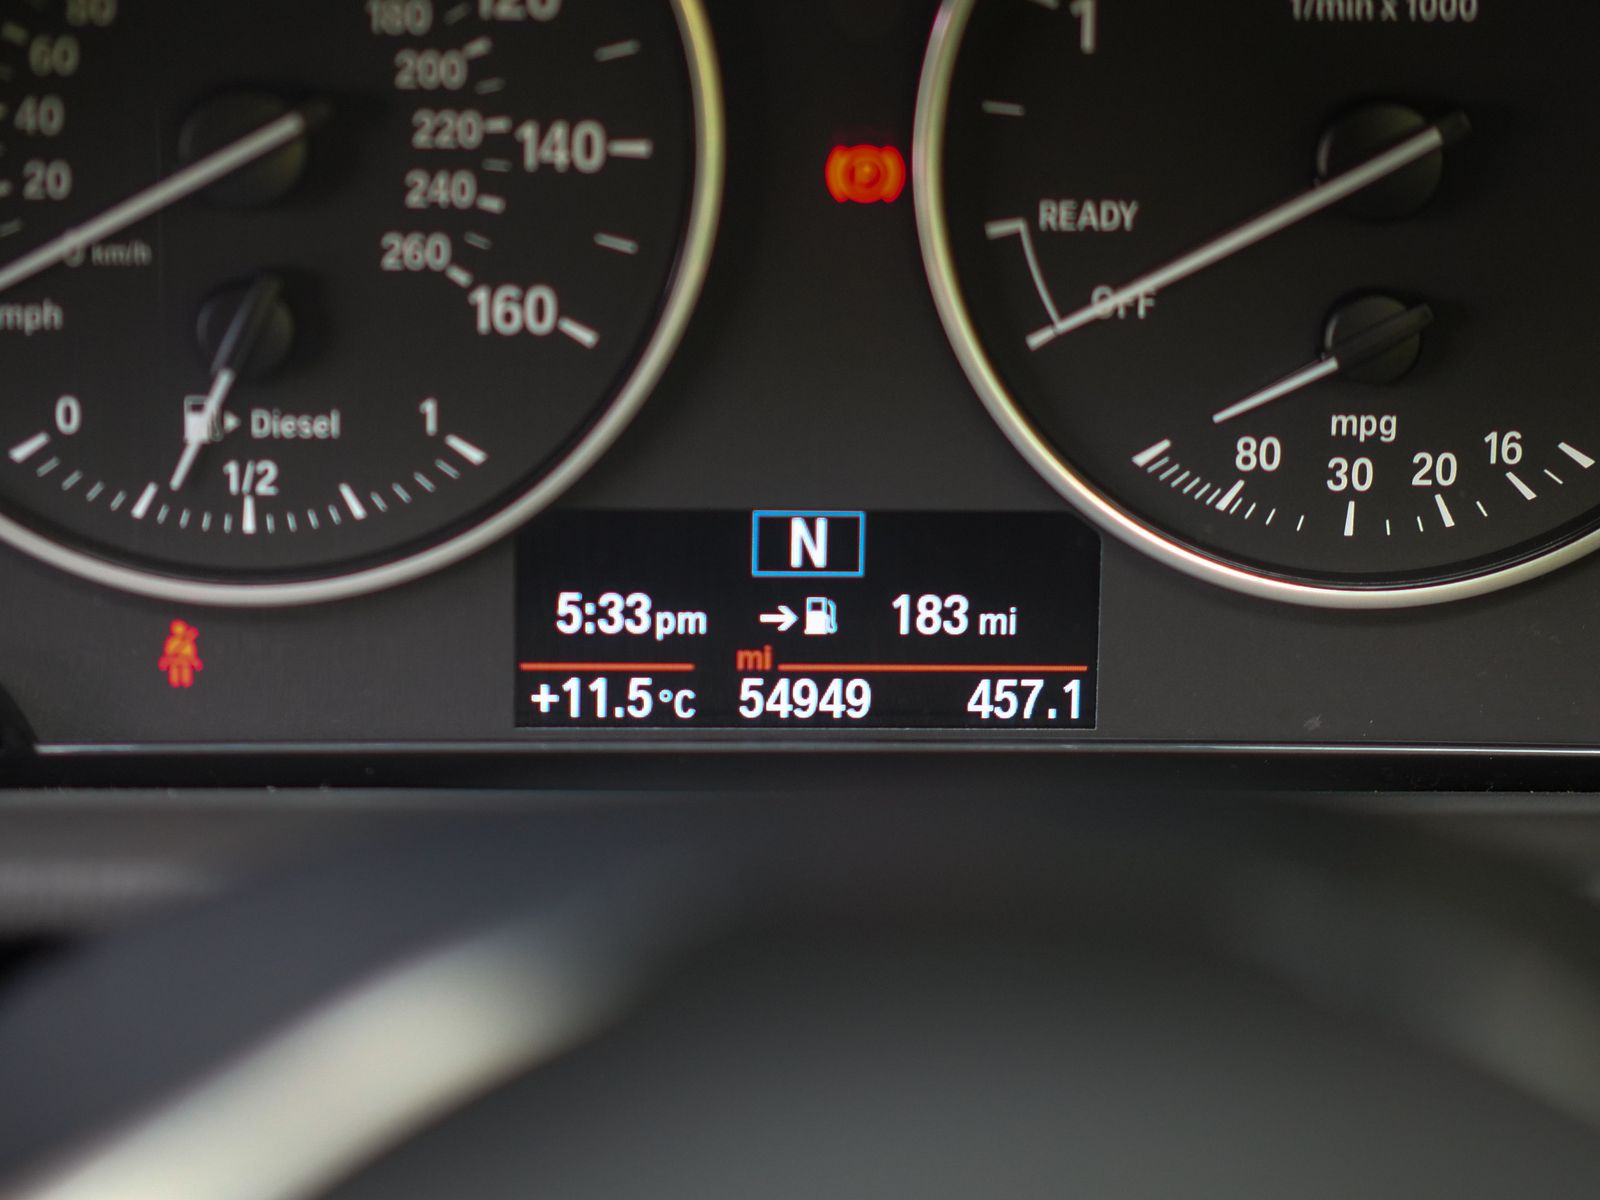 80
60
40
20
0 km/h
mph
180
200
220
240
260
120
140
160
0
Diesel
1/2
1
1
1/min x 1000
READY
OFF
mpg
80
30
20
16
N
5:33pm
183 mi
mi
+11.5°C
54949
457.1